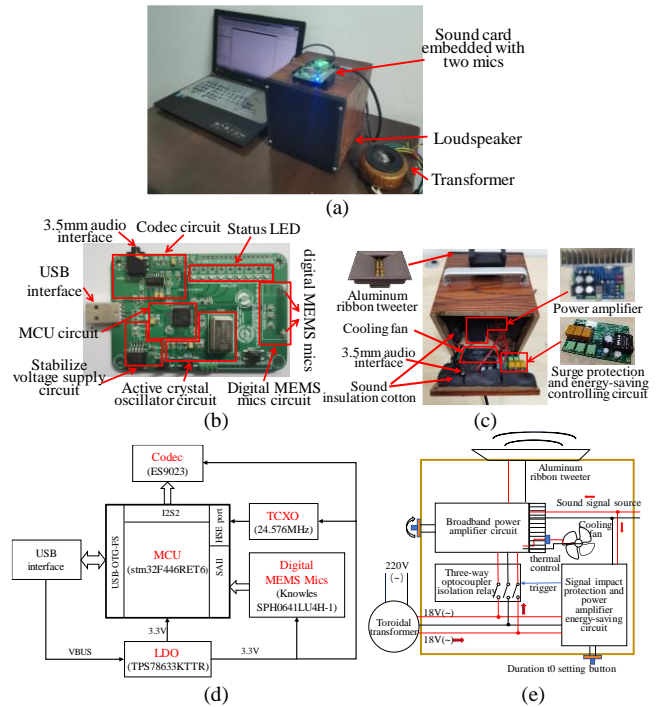 Sound card
embedded with
two mics
Loudspeaker
Transformer
(a)
3.5mm audio
interface
Codec circuit
Status LED
USB
interface
MCU circuit
Stabilize
voltage supply
circuit
Active crystal
oscillator circuit
Digital MEMS
mics circuit
digital MEMS mics
(b)
Aluminum
ribbon tweeter
Cooling fan
3.5mm audio
interface
Sound
insulation cotton
Power amplifier
Surge protection
and energy-saving
controlling circuit
(c)
Codec
(ES9023)
I2S2
HSE port
MCU
(stm32F446RET6)
USB-OTG-FS
SAI1
TCXO
(24.576MHz)
USB
interface
Digital
MEMS Mics
(Knowles
SPH0641LU4H-1)
3.3V
VBUS
LDO
(TPS78633KTTR)
3.3V
(d)
Aluminum
ribbon tweeter
Sound signal source
Broadband power
amplifier circuit
Cooling
fan
thermal control
220V
(~)
Three-way
optocoupler
isolation relay
trigger
Signal impact
protection and
power
amplifier
energy-saving
circuit
18V(~)
Toroidal
transformer
18V(~)
Duration t0 setting button
(e)